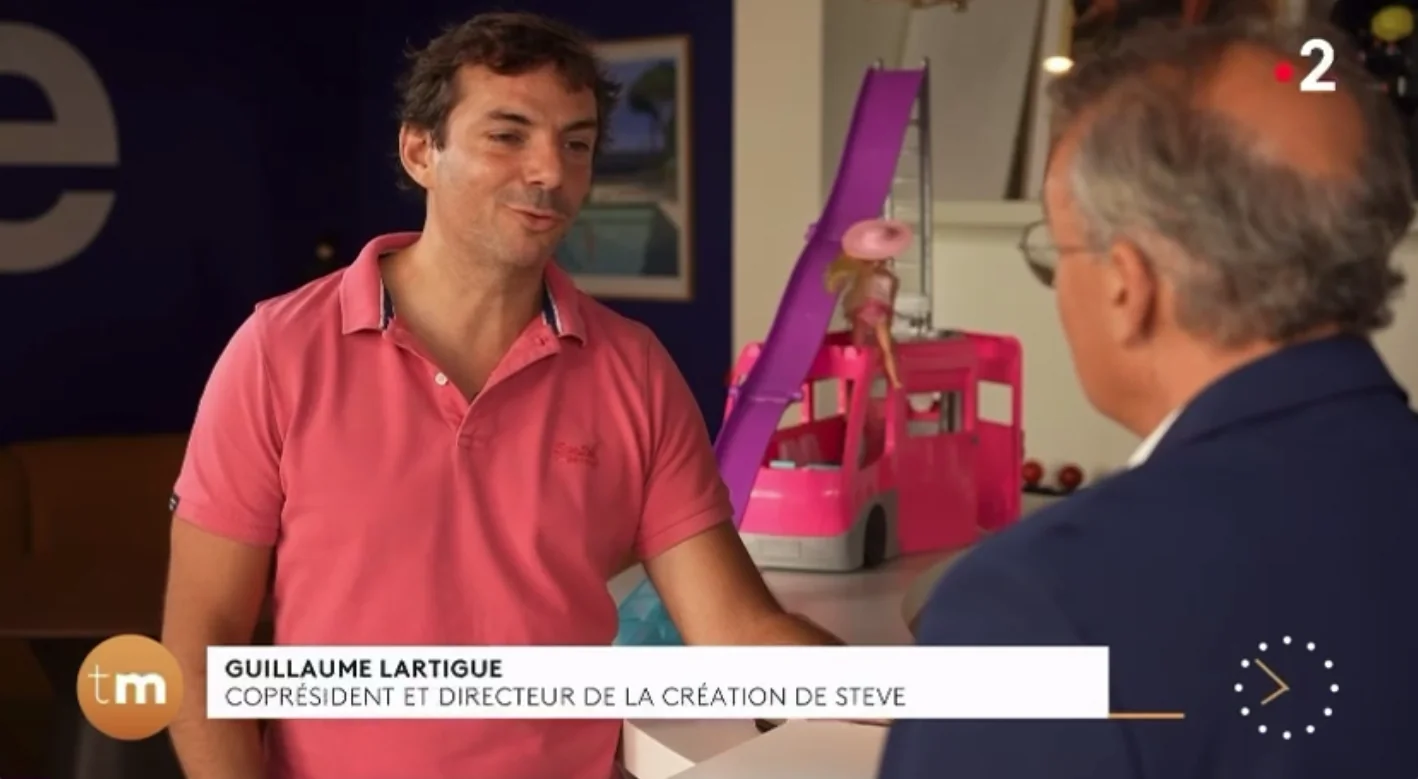 e
2
tm
GUILLAUME LARTIGUE
COPRÉSIDENT ET DIRECTEUR DE LA CRÉATION DE STEVE